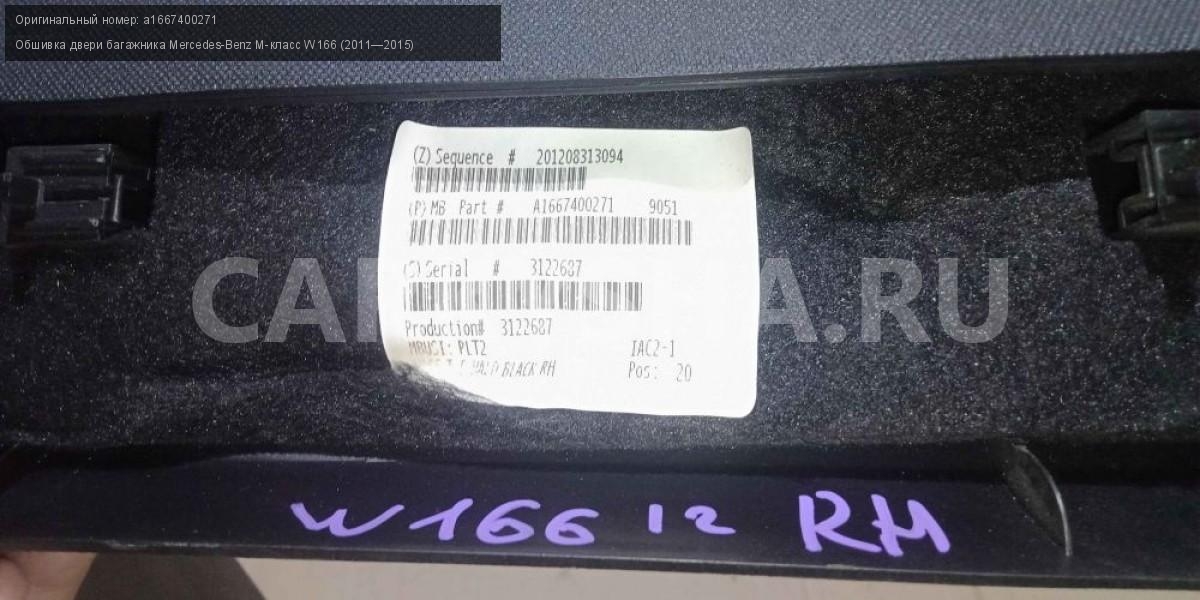 Оригинальный номер: a1667400271
Обшивка двери багажника Mercedes-Benz M-класс W166 (2011—2015)
(Z) Sequence # 201208313094
(P) MB Part # A1667400271 9051
(S) Serial # 3122687
Production# 3122687
MBUSI: PLT2 IAC2-1
BLACK RH Pos: 20
W166 12 RH
.RU